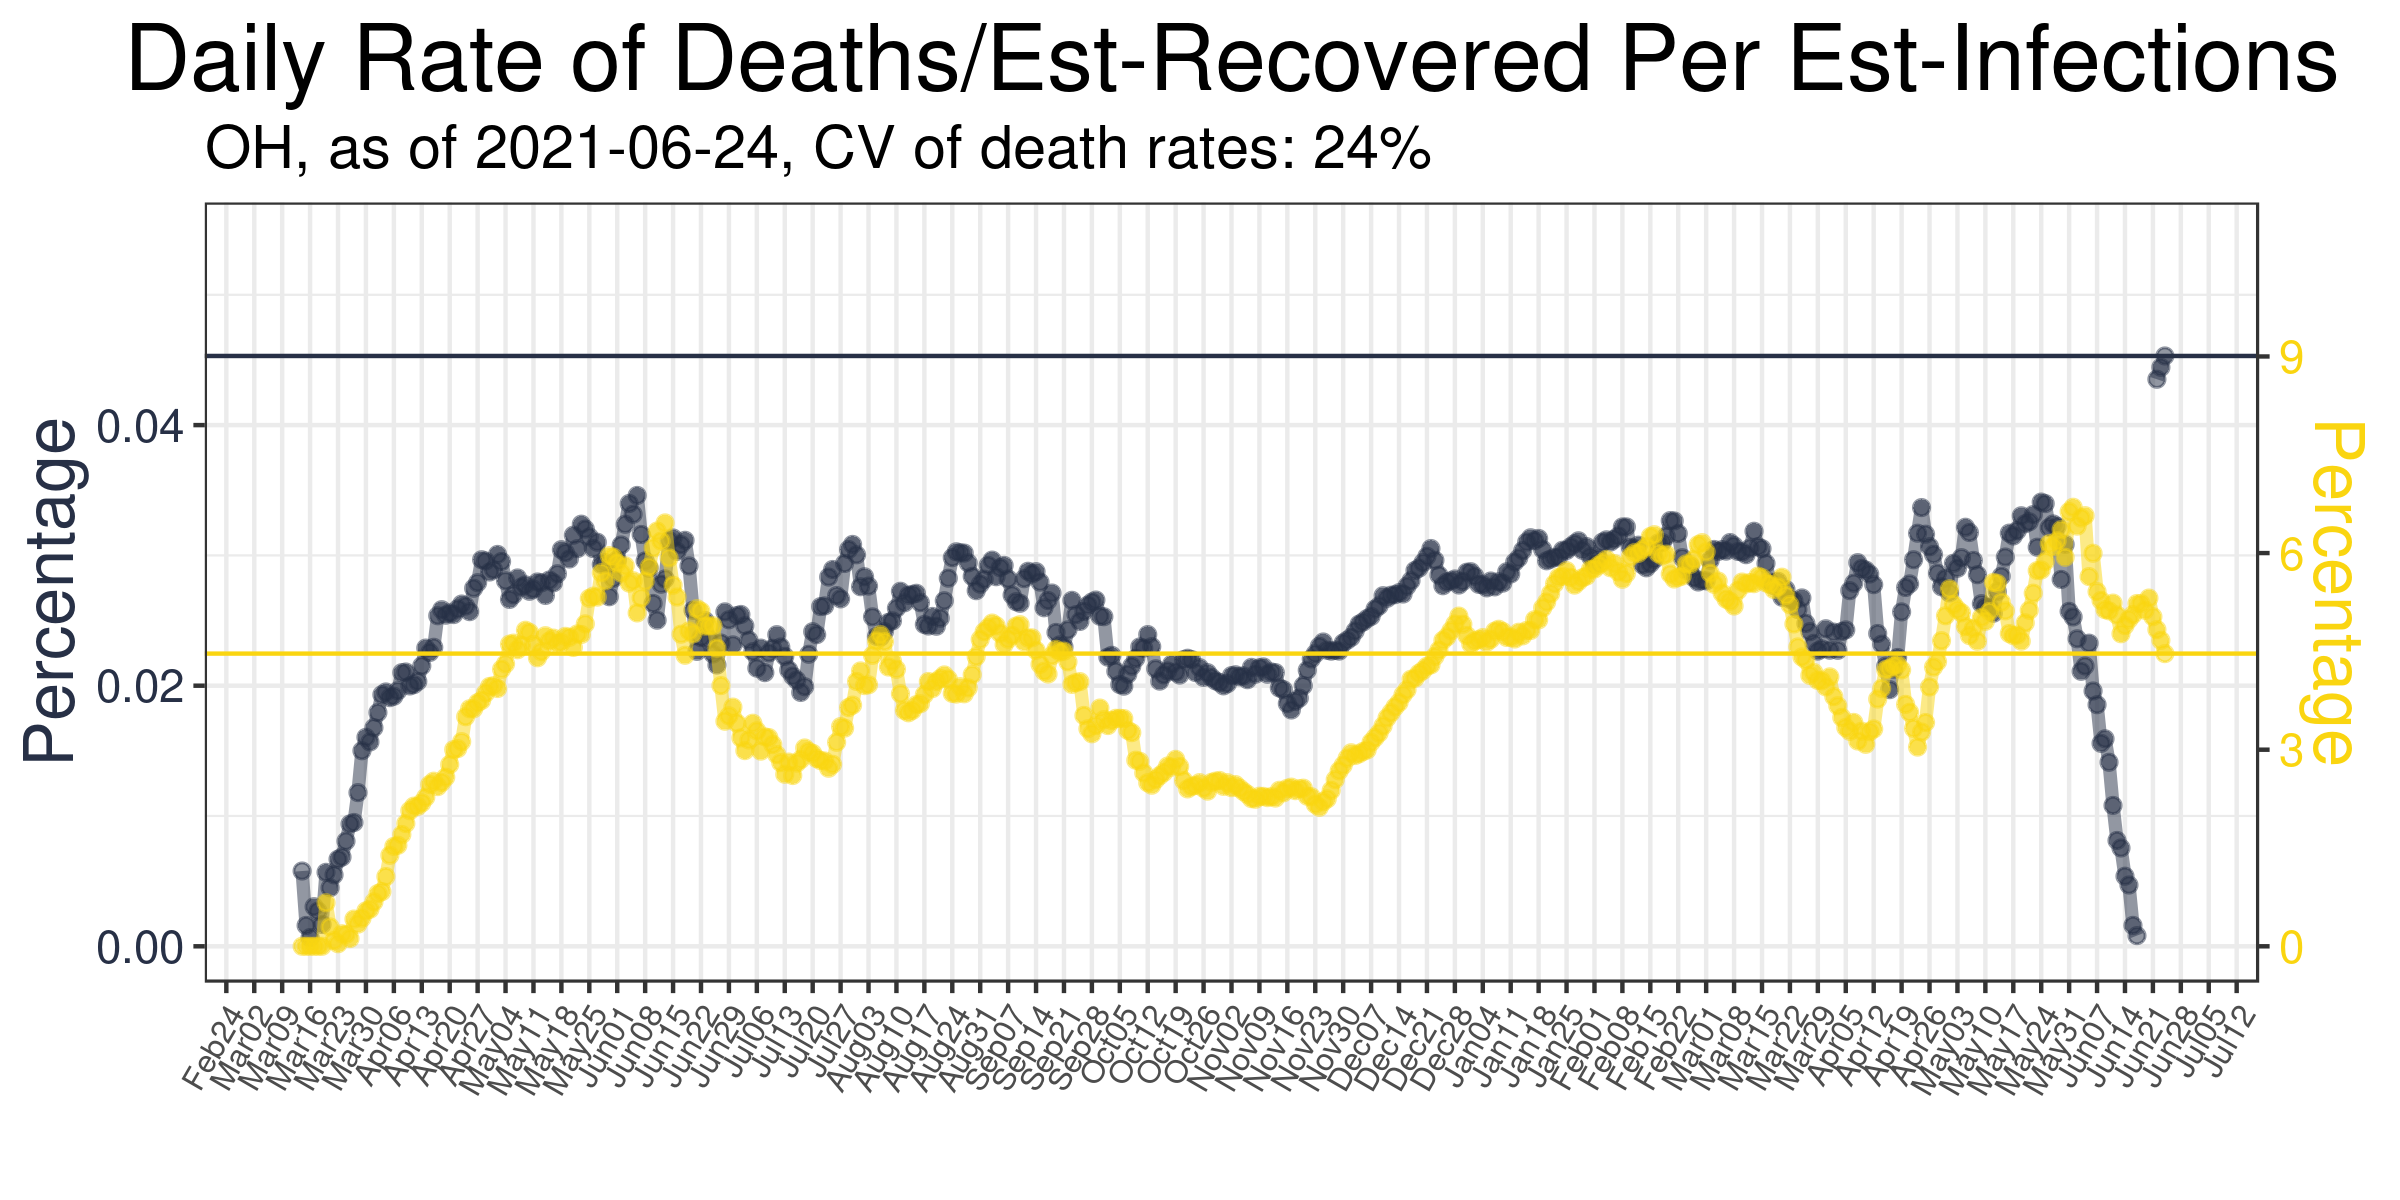 Daily Rate of Deaths/Est-Recovered Per Est-Infections
OH, as of 2021-06-24, CV of death rates: 24%
Percentage
0.04
0.02
0.00
9
6
3
0
Percentage
Feb24
Mar02
Mar09
Mar16
Mar23
Mar30
Apr06
Apr13
Apr20
Apr27
May04
May11
May18
May25
Jun01
Jun08
Jun15
Jun22
Jun29
Jul06
Jul13
Jul20
Jul27
Aug03
Aug10
Aug17
Aug24
Aug31
Sep07
Sep14
Sep21
Sep28
Oct05
Oct12
Oct19
Oct26
Nov02
Nov09
Nov16
Nov23
Nov30
Dec07
Dec14
Dec21
Dec28
Jan04
Jan11
Jan18
Jan25
Feb01
Feb08
Feb15
Feb22
Mar01
Mar08
Mar15
Mar22
Mar29
Apr05
Apr12
Apr19
Apr26
May03
May10
May17
May24
May31
Jun07
Jun14
Jun21
Jun28
Jul05
Jul12